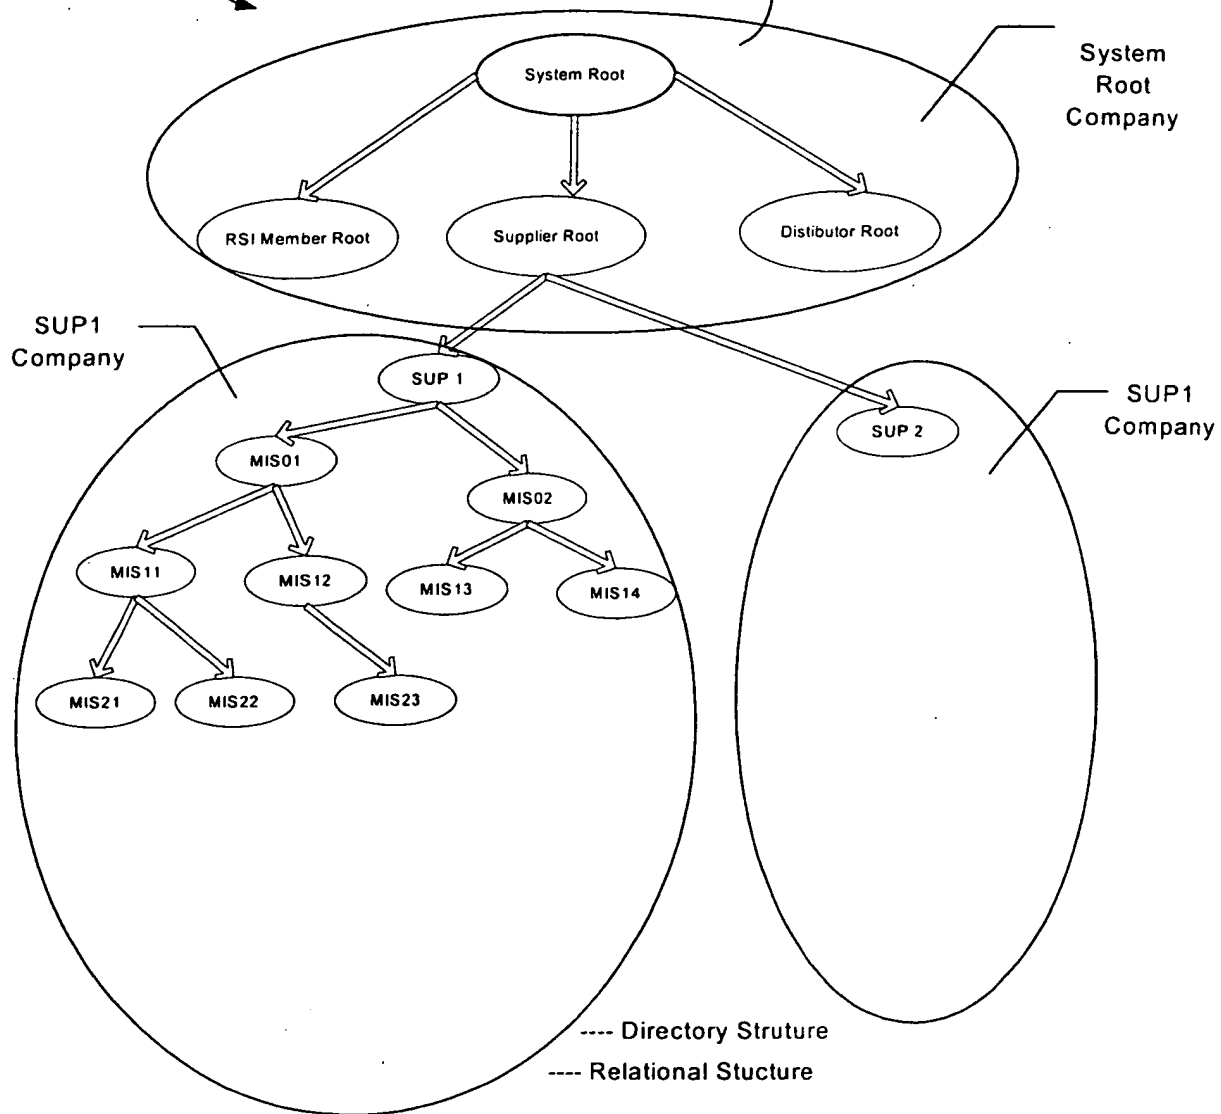 System Root
System
Root
Company
RSI Member Root
Supplier Root
Distibutor Root
SUP1
Company
SUP 1
SUP1
Company
SUP 2
MIS01
MIS02
MIS11
MIS12
MIS13
MIS14
MIS21
MIS22
MIS23
---- Directory Struture
---- Relational Stucture